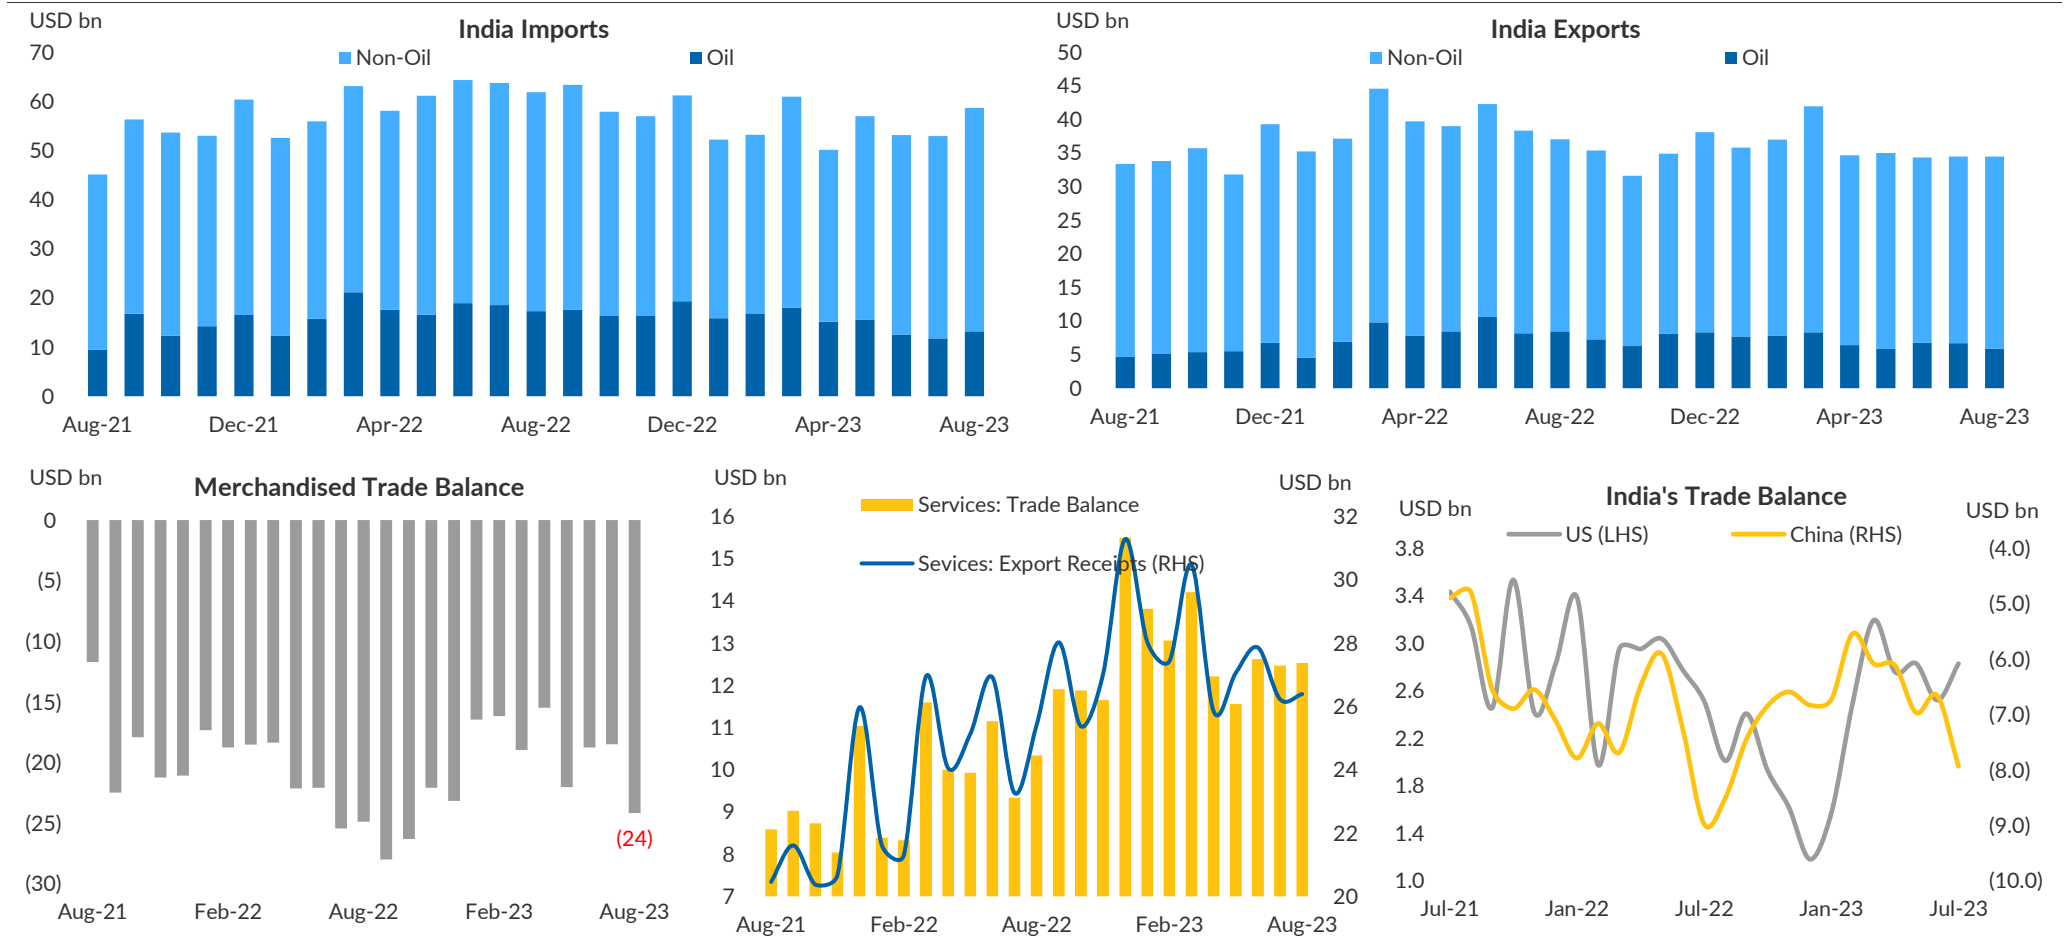 USD bn
India Imports
Non-Oil
Oil
70
60
50
40
30
20
10
0
Aug-21 Dec-21 Apr-22 Aug-22 Dec-22 Apr-23 Aug-23
USD bn
India Exports
Non-Oil
Oil
50
45
40
35
30
25
20
15
10
5
0
Aug-21 Dec-21 Apr-22 Aug-22 Dec-22 Apr-23 Aug-23
USD bn
Merchandised Trade Balance
0
(5)
(10)
(15)
(20)
(25)
(30)
(24)
Aug-21 Feb-22 Aug-22 Feb-23 Aug-23
USD bn
USD bn
Services: Trade Balance
Sevices: Export Receipts (RHS)
16
15
14
13
12
11
10
9
8
7
32
30
28
26
24
22
20
Aug-21 Feb-22 Aug-22 Feb-23 Aug-23
India's Trade Balance
USD bn
USD bn
US (LHS)
China (RHS)
3.8
3.4
3.0
2.6
2.2
1.8
1.4
1.0
(4.0)
(5.0)
(6.0)
(7.0)
(8.0)
(9.0)
(10.0)
Jul-21 Jan-22 Jul-22 Jan-23 Jul-23